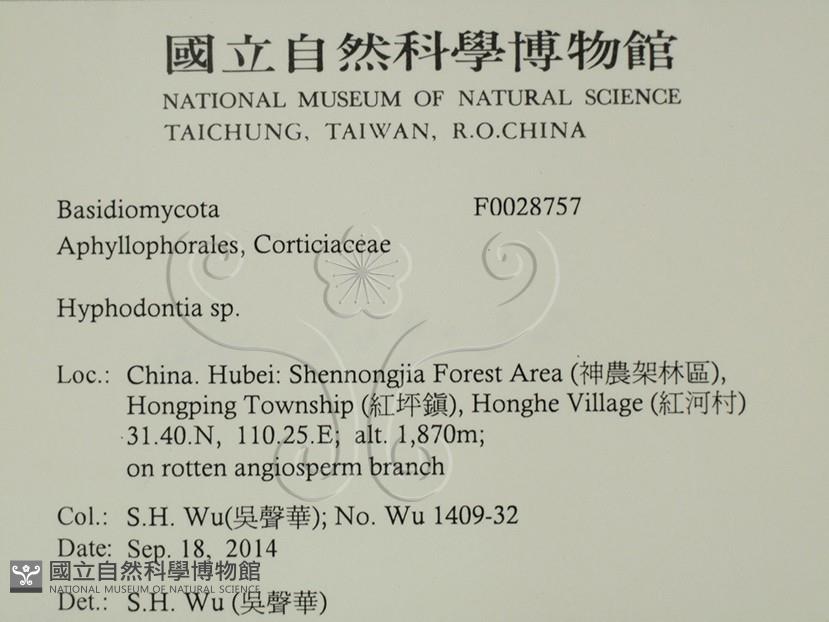 國立自然科學博物館
NATIONAL MUSEUM OF NATURAL SCIENCE
TAICHUNG, TAIWAN, R.O.CHINA
Basidiomycota F0028757
Aphyllophorales, Corticiaceae
Hyphodontia sp.
Loc.: China. Hubei: Shennongjia Forest Area (神農架林區),
Hongping Township (紅坪鎮), Honghe Village (紅河村)
31.40.N, 110.25.E; alt. 1,870m;
on rotten angiosperm branch
Col.: S.H. Wu(吳聲華); No. Wu 1409-32
Date: Sep. 18, 2014
國立自然科學博物館
NATIONAL MUSEUM OF NATURAL SCIENCE
Det.: S.H. Wu (吳聲華)